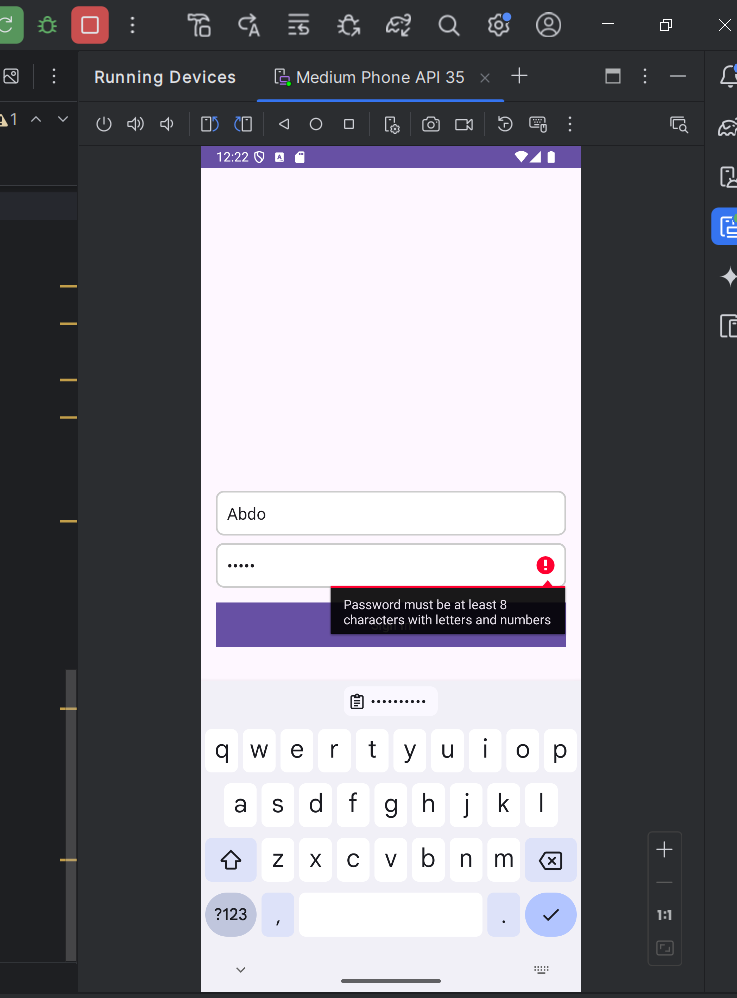 1
Running Devices
Medium Phone API 35
12:22
A
Abdo
•••••
Password must be at least 8
characters with letters and numbers
••••••••••
q w e r t y u i o p
a s d f g h j k l
z x c v b n m
?123 , .
1:1